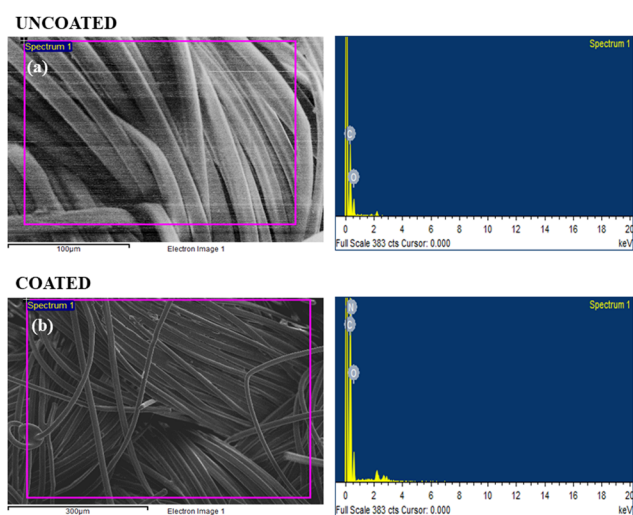 UNCOATED
Spectrum 1
(a)
100µm
Electron Image 1
Spectrum 1
C
O
0 2 4 6 8 10 12 14 16 18 20
Full Scale 383 cts Cursor: 0.000
keV
COATED
Spectrum 1
(b)
300µm
Electron Image 1
Spectrum 1
N
C
O
0 2 4 6 8 10 12 14 16 18 20
Full Scale 383 cts Cursor: 0.000
keV